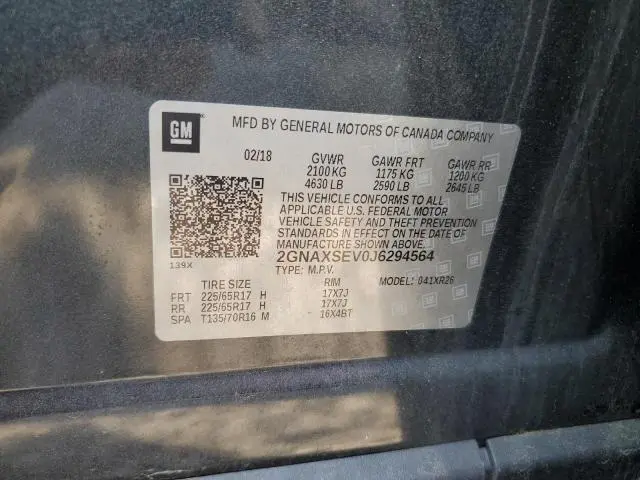 GM
MFD BY GENERAL MOTORS OF CANADA COMPANY
02/18 GVWR GAWR FRT GAWR RR
2100 KG 1175 KG 1200 KG
4630 LB 2590 LB 2645 LB
THIS VEHICLE CONFORMS TO ALL
APPLICABLE U.S. FEDERAL MOTOR
VEHICLE SAFETY AND THEFT PREVENTION
STANDARDS IN EFFECT ON THE DATE OF
MANUFACTURE SHOWN ABOVE.
2GNAXSEV0J6294564
139X
TYPE: M.P.V. MODEL: 041XR26
TIRE SIZE RIM
FRT 225/65R17 H 17X7J
RR 225/65R17 H 17X7J
SPA T135/70R16 M 16X4BT